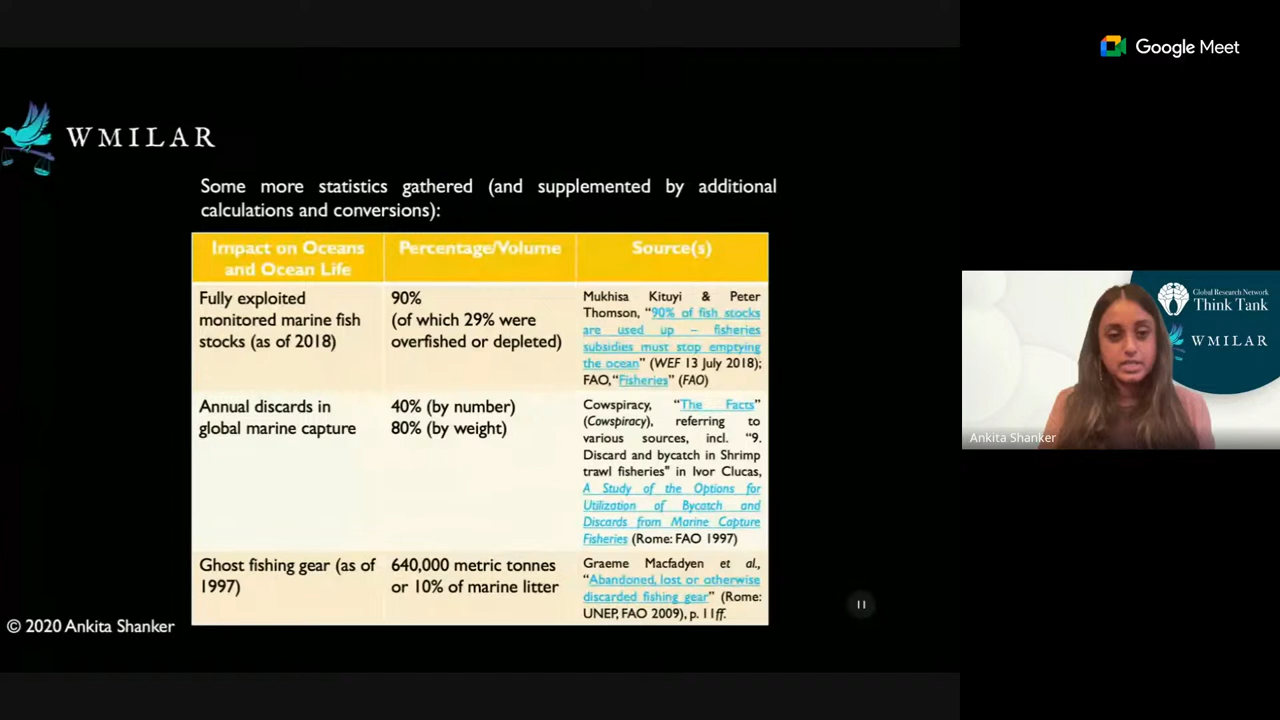 Google Meet
WMILAR
Some more statistics gathered (and supplemented by additional
calculations and conversions):
Impact on Oceans
and Ocean Life
Percentage/Volume
Source(s)
Fully exploited
monitored marine fish
stocks (as of 2018)
90%
(of which 29% were
overfished or depleted)
Mukhisa Kituyi & Peter
Thomson, “90% of fish stocks
are used up – fisheries
subsidies must stop emptying
the ocean” (WEF 13 July 2018);
FAO, “Fisheries” (FAO)
Annual discards in
global marine capture
40% (by number)
80% (by weight)
Cowspiracy, “The Facts”
(Cowspiracy), referring to
various sources, incl. “9.
Discard and bycatch in Shrimp
trawl fisheries” in Ivor Clucas,
A Study of the Options for
Utilization of Bycatch and
Discards from Marine Capture
Fisheries (Rome: FAO 1997)
Ghost fishing gear (as of
1997)
640,000 metric tonnes
or 10% of marine litter
Graeme Macfadyen et al.,
“Abandoned, lost or otherwise
discarded fishing gear” (Rome:
UNEP, FAO 2009), p. 11ff.
© 2020 Ankita Shanker
Global Research Network
Think Tank
WMILAR
Ankita Shanker